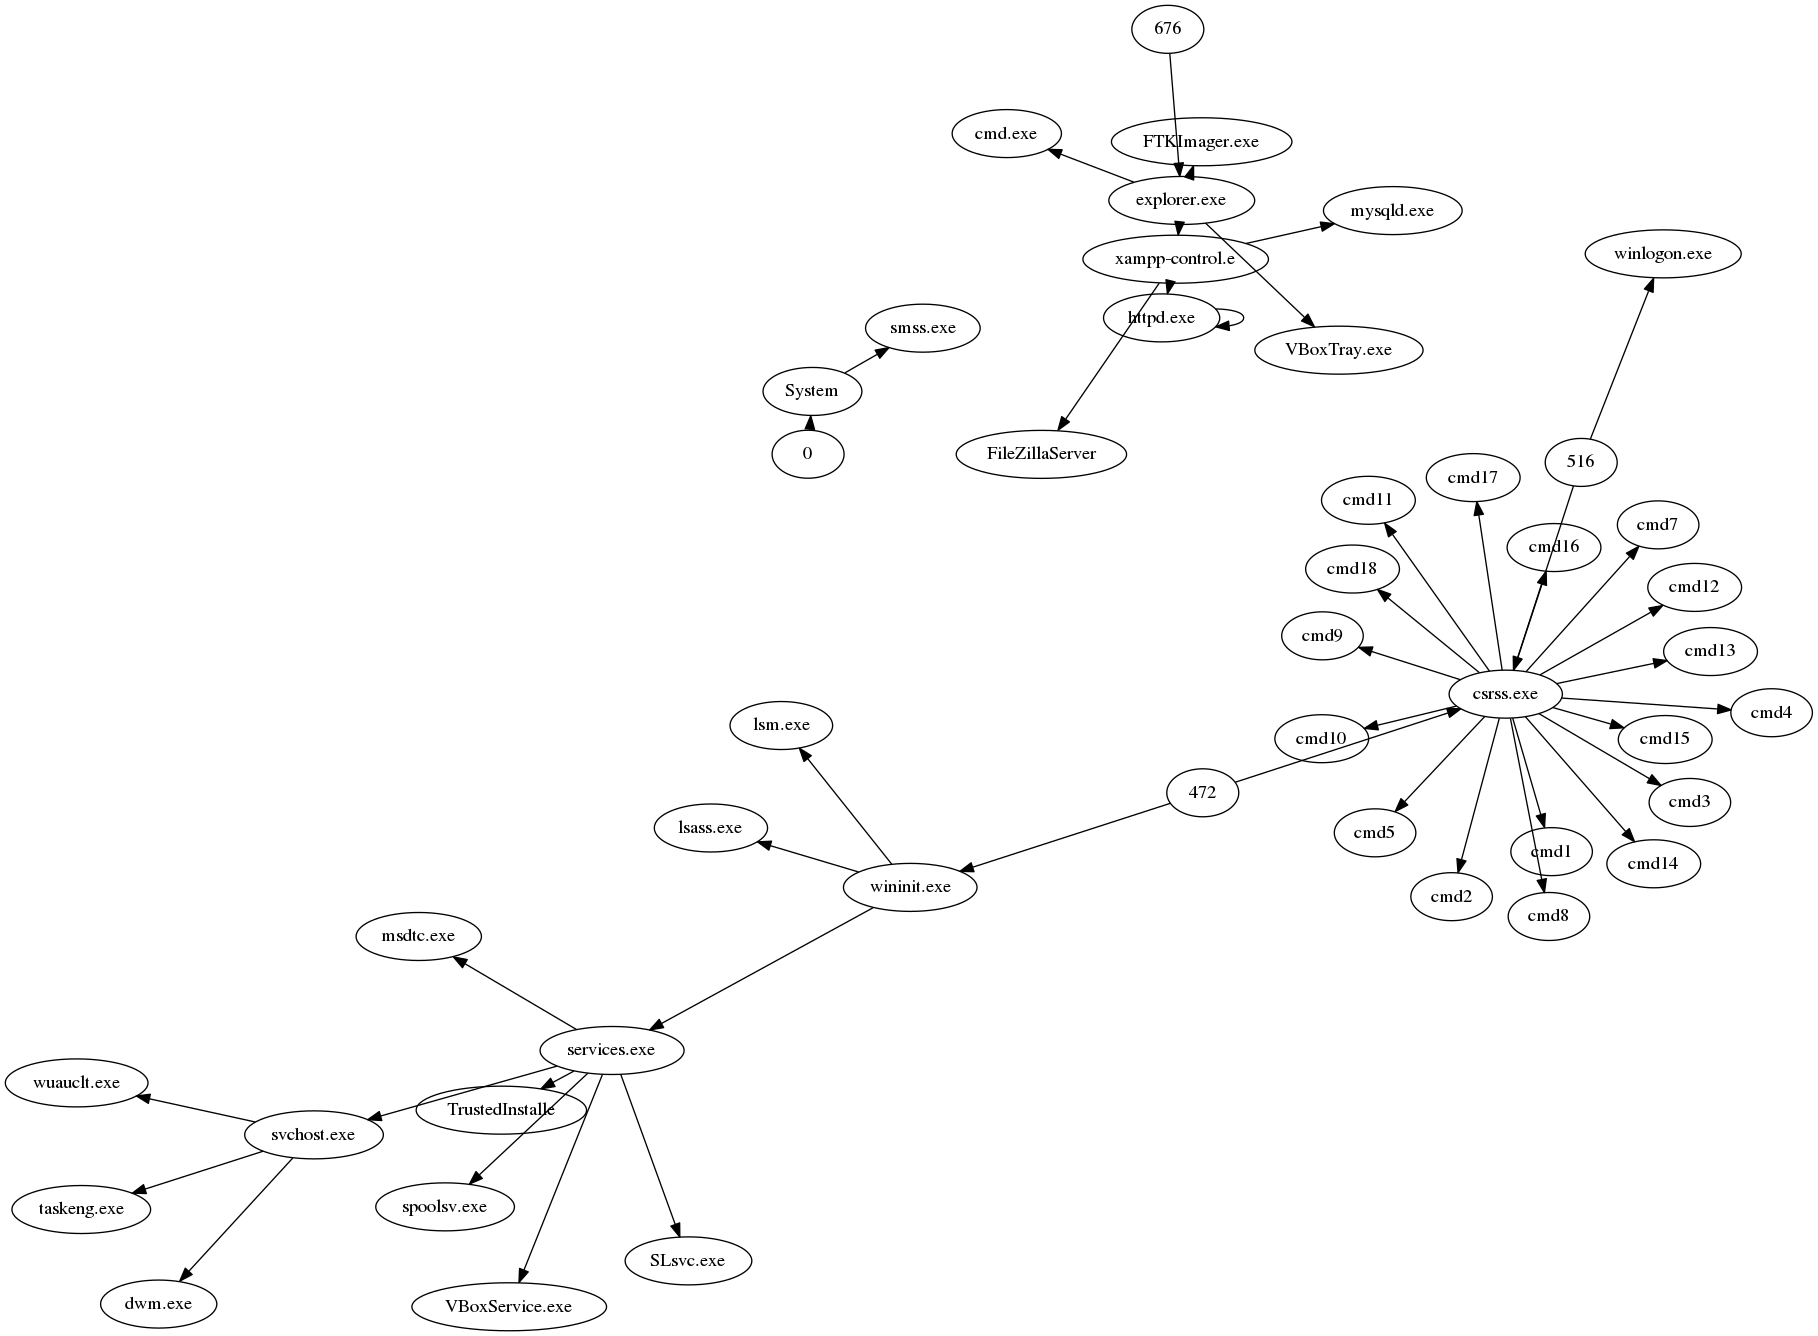 676
cmd.exe
FTKImager.exe
explorer.exe
mysqld.exe
xampp-control.e
winlogon.exe
httpd.exe
smss.exe
VBoxTray.exe
System
0
FileZillaServer
516
cmd17
cmd11
cmd7
cmd16
cmd18
cmd12
cmd9
cmd13
csrss.exe
cmd4
lsm.exe
cmd10
cmd15
472
cmd3
lsass.exe
cmd5
cmd1
cmd14
wininit.exe
cmd2
cmd8
msdtc.exe
services.exe
wuauclt.exe
TrustedInstalle
svchost.exe
spoolsv.exe
taskeng.exe
SLsvc.exe
dwm.exe
VBoxService.exe